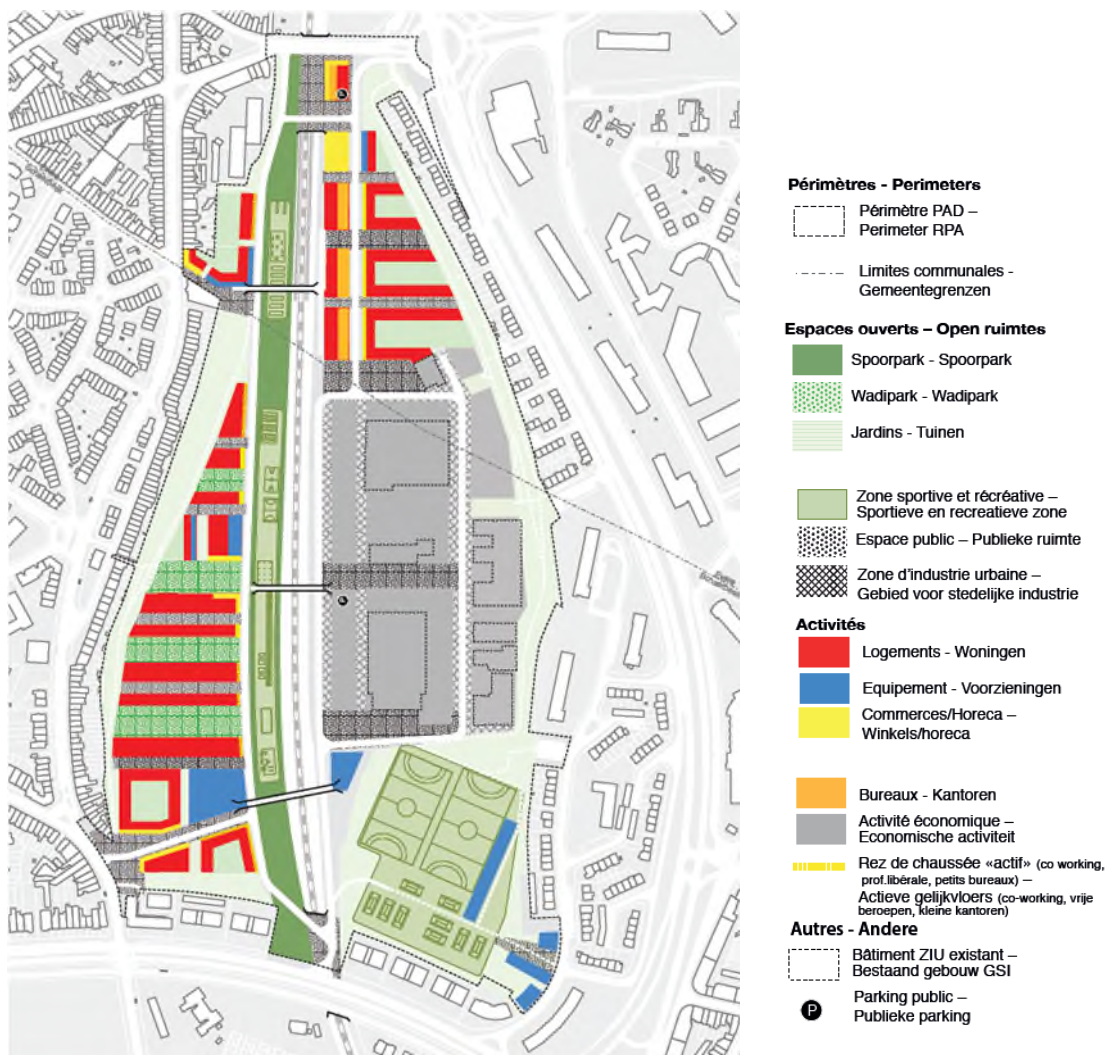 Périmètres - Perimeters
Périmètre PAD –
Perimeter RPA
Limites communales -
Gemeentegrenzen
Espaces ouverts – Open ruimtes
Spoorpark - Spoorpark
Wadipark - Wadipark
Jardins - Tuinen
Zone sportive et récréative –
Sportieve en recreatieve zone
Espace public – Publieke ruimte
Zone d'industrie urbaine –
Gebied voor stedelijke industrie
Activités
Logements - Woningen
Equipement - Voorzieningen
Commerces/Horeca –
Winkels/horeca
Bureaux - Kantoren
Activité économique –
Economische activiteit
Rez de chaussée «actif» (co working,
prof.libérale, petits bureaux) –
Actieve gelijkvloers (co-working, vrije
beroepen, kleine kantoren)
Autres - Andere
Bâtiment ZIU existant –
Bestaand gebouw GSI
P
Parking public –
Publieke parking